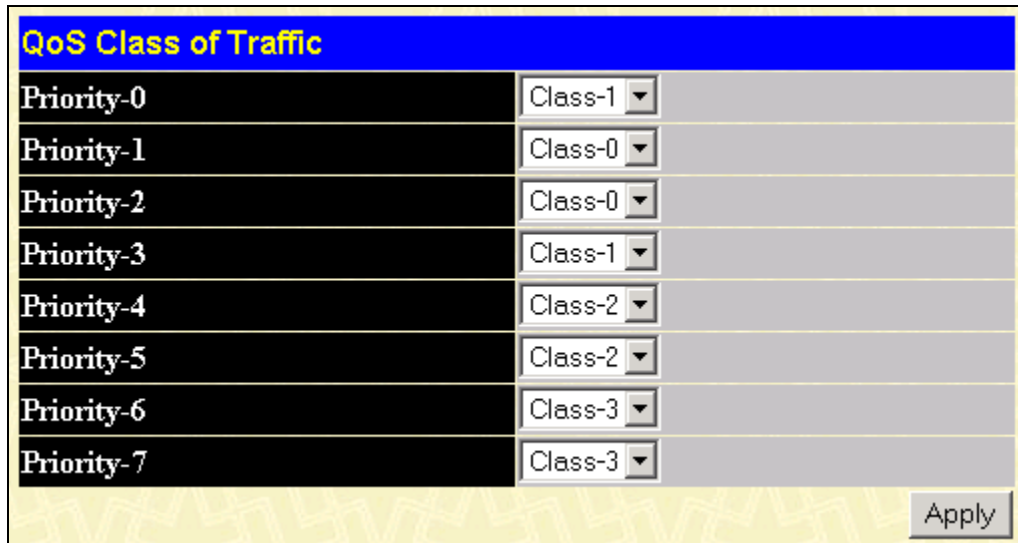 QoS Class of Traffic
Priority-0 Class-1
Priority-1 Class-0
Priority-2 Class-0
Priority-3 Class-1
Priority-4 Class-2
Priority-5 Class-2
Priority-6 Class-3
Priority-7 Class-3
Apply